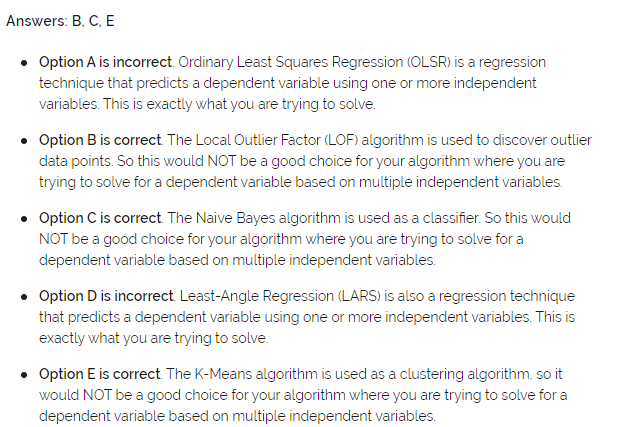 Answers: B, C, E
• Option A is incorrect. Ordinary Least Squares Regression (OLSR) is a regression
technique that predicts a dependent variable using one or more independent
variables. This is exactly what you are trying to solve.
• Option B is correct. The Local Outlier Factor (LOF) algorithm is used to discover outlier
data points. So this would NOT be a good choice for your algorithm where you are
trying to solve for a dependent variable based on multiple independent variables.
• Option C is correct. The Naive Bayes algorithm is used as a classifier. So this would
NOT be a good choice for your algorithm where you are trying to solve for a
dependent variable based on multiple independent variables.
• Option D is incorrect. Least-Angle Regression (LARS) is also a regression technique
that predicts a dependent variable using one or more independent variables. This is
exactly what you are trying to solve.
• Option E is correct. The K-Means algorithm is used as a clustering algorithm, so it
would NOT be a good choice for your algorithm where you are trying to solve for a
dependent variable based on multiple independent variables.